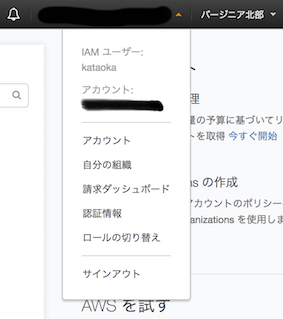 バージニア北部
IAM ユーザー:
kataoka
アカウント:
アカウント
自分の組織
請求ダッシュボード
認証情報
ロールの切り替え
サインアウト
ト
理
量の予算に基づいてリ
トを取得 今すぐ開始
ns の作成
アカウントのポリシー
ganizations を使用しま
AWS を試す